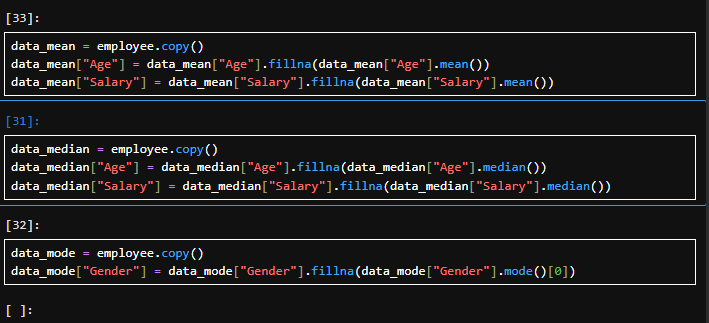 [33]:
data_mean = employee.copy()
data_mean["Age"] = data_mean["Age"].fillna(data_mean["Age"].mean())
data_mean["Salary"] = data_mean["Salary"].fillna(data_mean["Salary"].mean())
[31]:
data_median = employee.copy()
data_median["Age"] = data_median["Age"].fillna(data_median["Age"].median())
data_median["Salary"] = data_median["Salary"].fillna(data_median["Salary"].median())
[32]:
data_mode = employee.copy()
data_mode["Gender"] = data_mode["Gender"].fillna(data_mode["Gender"].mode()[0])
[ ]: